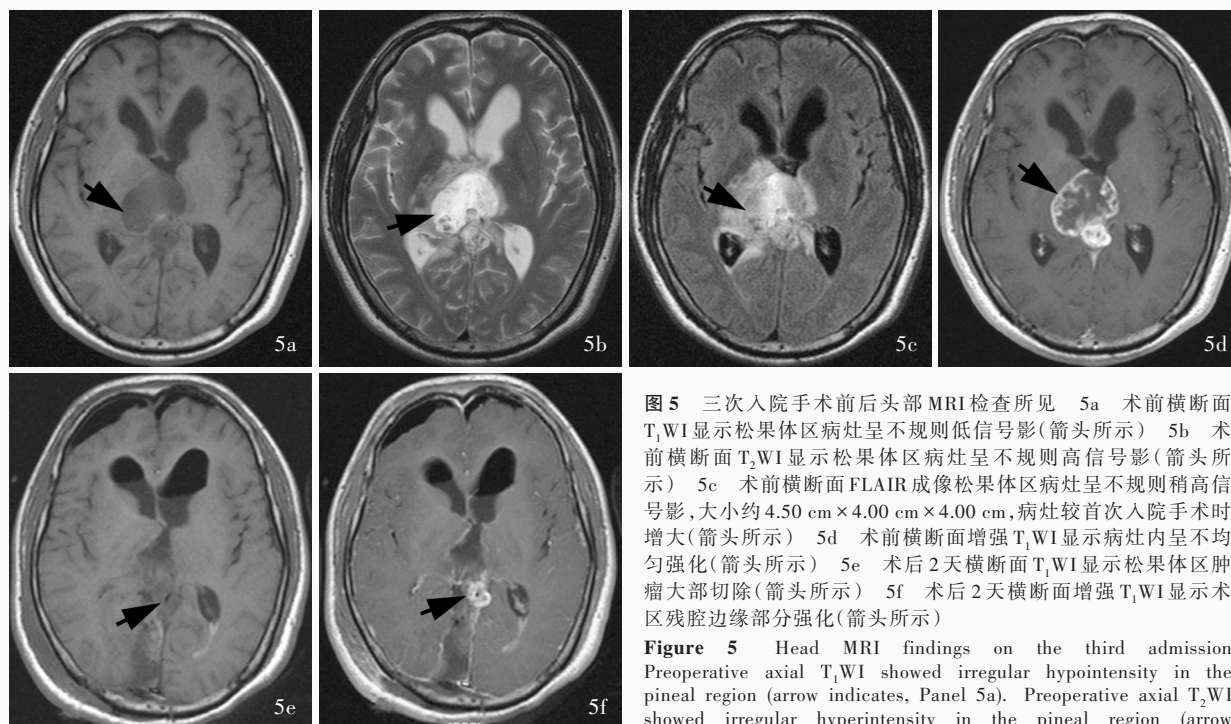 5a
5b
5c
5d
5e
5f
图 5 三次入院手术前后头部 MRI 检查所见 5a 术前横断面
T₁WI 显示松果体区病灶呈不规则低信号影(箭头所示) 5b 术
前横断面 T₂WI 显示松果体区病灶呈不规则高信号影(箭头所
示) 5c 术前横断面 FLAIR 成像松果体区病灶呈不规则稍高信
号影,大小约 4.50 cm × 4.00 cm × 4.00 cm,病灶较首次入院手术时
增大(箭头所示) 5d 术前横断面增强 T₁WI 显示病灶内呈不均
匀强化(箭头所示) 5e 术后 2 天横断面 T₁WI 显示松果体区肿
瘤大部切除(箭头所示) 5f 术后 2 天横断面增强 T₁WI 显示术
区残腔边缘部分强化(箭头所示)
Figure 5 Head MRI findings on the third admission
Preoperative axial T₁WI showed irregular hypointensity in the
pineal region (arrow indicates, Panel 5a). Preoperative axial T₂WI
showed irregular hyperintensity in the pineal region (arrow